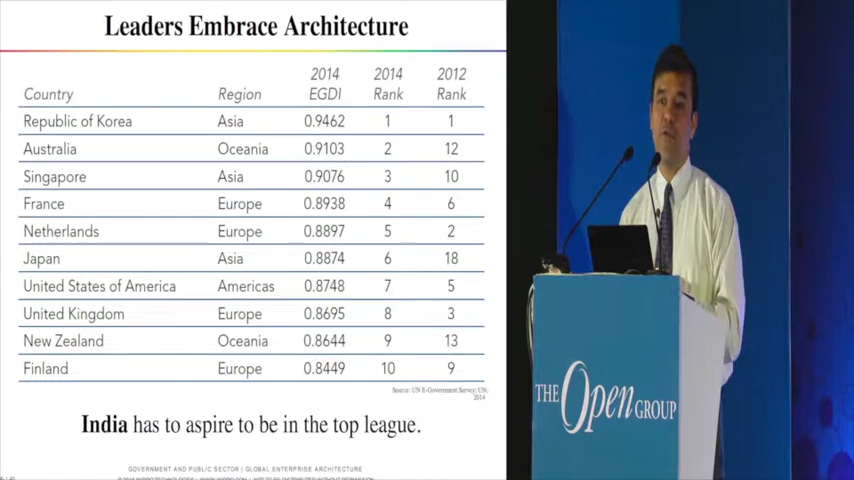 Leaders Embrace Architecture
Country Region 2014 EGDI 2014 Rank 2012 Rank
Republic of Korea Asia 0.9462 1 1
Australia Oceania 0.9103 2 12
Singapore Asia 0.9076 3 10
France Europe 0.8938 4 6
Netherlands Europe 0.8897 5 2
Japan Asia 0.8874 6 18
United States of America Americas 0.8748 7 5
United Kingdom Europe 0.8695 8 3
New Zealand Oceania 0.8644 9 13
Finland Europe 0.8449 10 9
Source: UN E-Government Survey; UN;
2014
India has to aspire to be in the top league.
GOVERNMENT AND PUBLIC SECTOR | GLOBAL ENTERPRISE ARCHITECTURE
THE Open GROUP